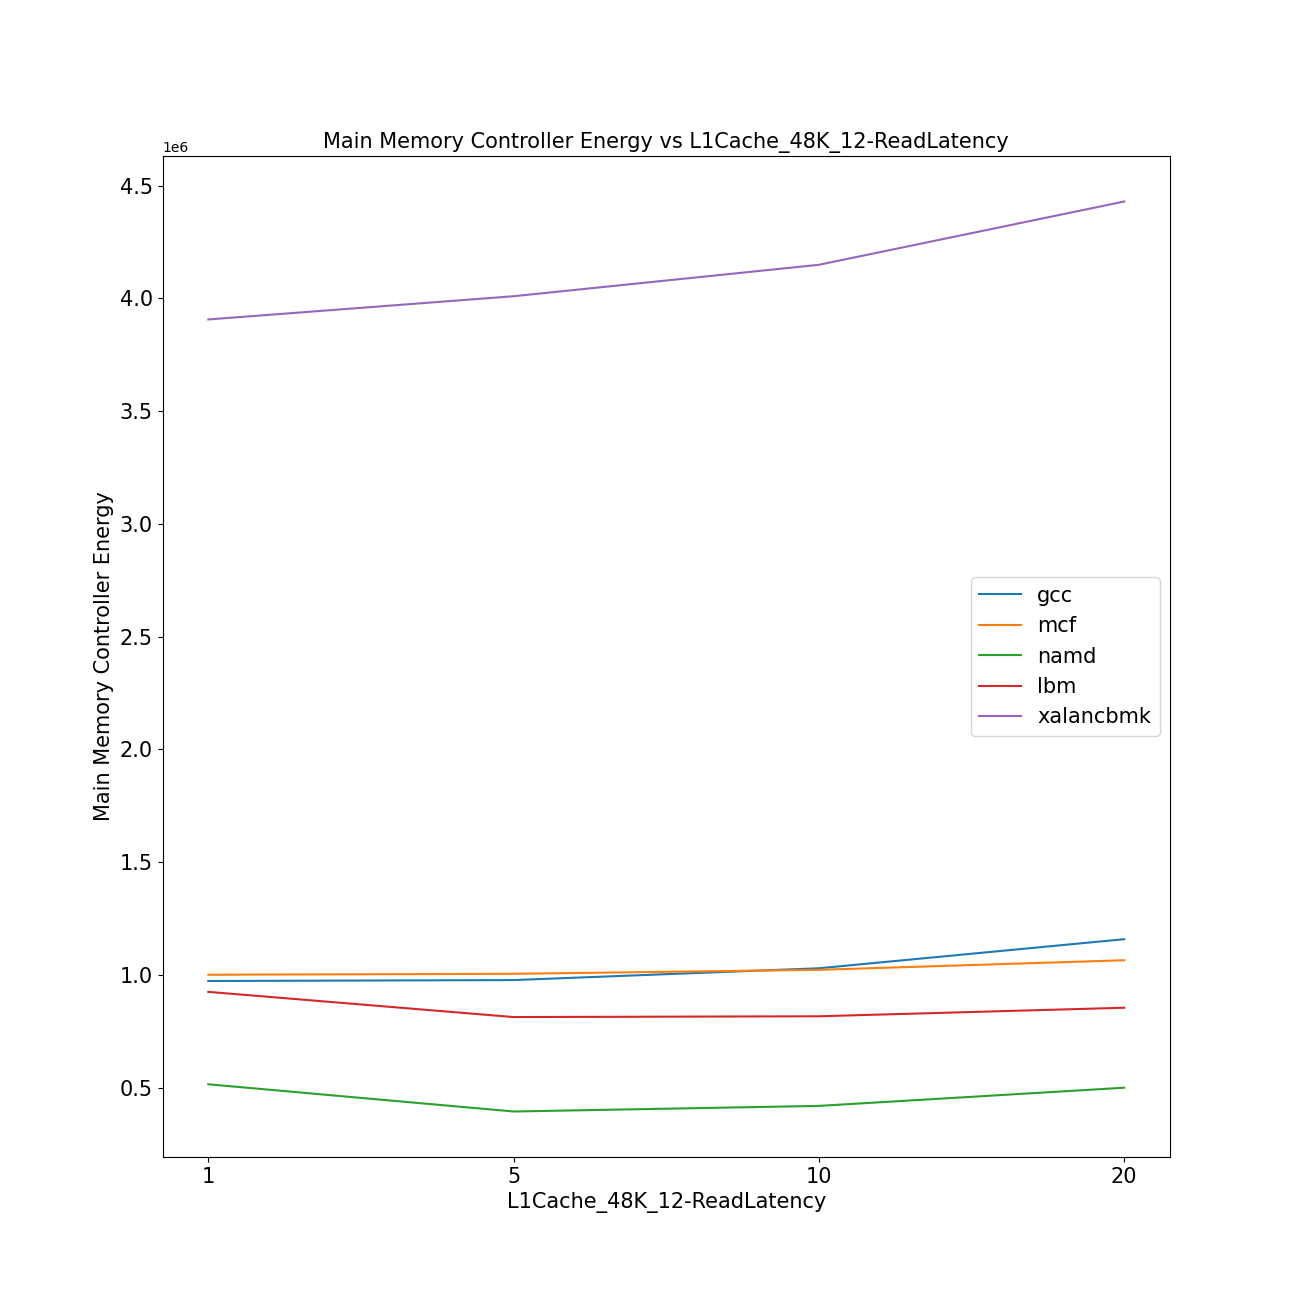 Main Memory Controller Energy vs L1Cache_48K_12-ReadLatency
1e6
4.5
4.0
3.5
3.0
2.5
2.0
1.5
1.0
0.5
Main Memory Controller Energy
gcc
mcf
namd
lbm
xalancbmk
1 5 10 20
L1Cache_48K_12-ReadLatency